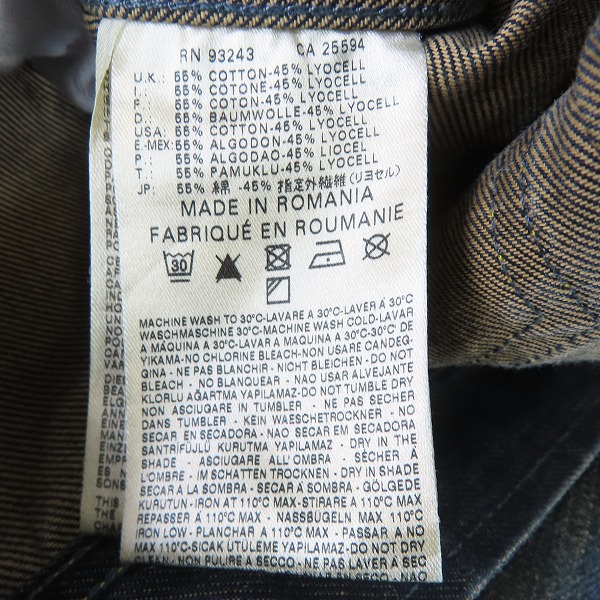 RN 93243 CA 25594
U.K.: 55% COTTON-45% LYOCELL
I.: 55% COTONE-45% LYOCELL
F.: 55% COTON-45% LYOCELL
D.: 55% BAUMWOLLE-45% LYOCELL
USA: 55% COTTON-45% LYOCELL
E-MEX: 55% ALGODON-45% LYOCELL
P.: 55% ALGODAO-45% LIOCEL
T.: 55% PAMUKLU-45% LYOCELL
JP: 55% 綿 -45% 指定外繊維(リヨセル)
MADE IN ROMANIA
FABRIQUÉ EN ROUMANIE
30
MACHINE WASH TO 30°C-LAVARE A 30°C-LAVER À 30°C
WASCHMASCHINE 30°C-MACHINE WASH COLD-LAVAR
A MÁQUINA A 30°C-LAVAR A MÁQUINA A 30°C-30°C DE
YIKAMA-NO CHLORINE BLEACH-NON USARE CANDEG-
GINA - NE PAS BLANCHIR - NICHT BLEICHEN - DO NOT
BLEACH - NO BLANQUEAR - NAO USAR ALVEJANTE
KLORLU AGARTMA YAPILAMAZ-DO NOT TUMBLE DRY
NON ASCIUGARE IN TUMBLER - NE PAS SÉCHER
DANS TUMBLER - KEIN WAESCHETROCKNER - NO
SECAR EN SECADORA - NAO SECAR EM SECADORA
SANTRİFÜJLÜ KURUTMA YAPILAMAZ - DRY IN THE
SHADE - ASCIUGARE ALL'OMBRA - SÉCHER À
L'OMBRE - IM SCHATTEN TROCKNEN - DRY IN SHADE
SECAR A LA SOMBRA - SECAR À SOMBRA - GÖLGEDE
KURUTUN - IRON AT 110°C MAX - STIRARE A 110°C MAX
REPASSER À 110°C MAX - NASSBÜGELN 110°C MAX
IRON LOW - PLANCHAR A 110°C MAX - PASSAR A NO
MAX 110°C-SICAK ÜTÜLEME YAPILAMAZ-DO NOT DRY
CLEAN - NON PULIRE A SECCO - NE PAS LAVER À SEC